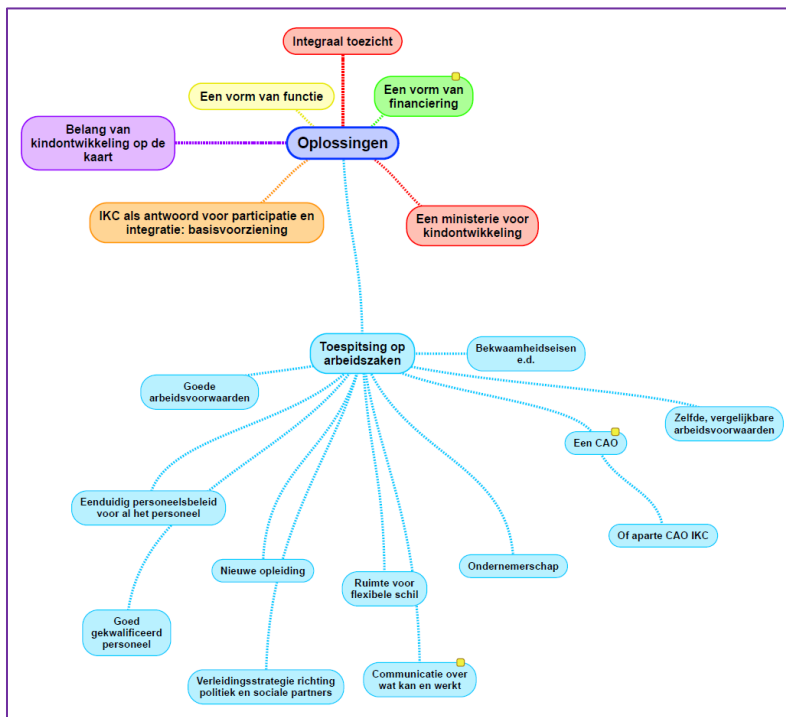 Integraal toezicht
Een vorm van functie
Een vorm van
financiering
Belang van
kindontwikkeling op de
kaart
Oplossingen
IKC als antwoord voor participatie en
integratie: basisvoorziening
Een ministerie voor
kindontwikkeling
Toespitsing op
arbeidszaken
Bekwaamheidseisen
e.d.
Goede
arbeidsvoorwaarden
Zelfde, vergelijkbare
arbeidsvoorwaarden
Een CAO
Eenduidig personeelsbeleid
voor al het personeel
Of aparte CAO IKC
Nieuwe opleiding
Ondernemerschap
Ruimte voor
flexibele schil
Goed
gekwalificeerd
personeel
Verleidingsstrategie richting
politiek en sociale partners
Communicatie over
wat kan en werkt